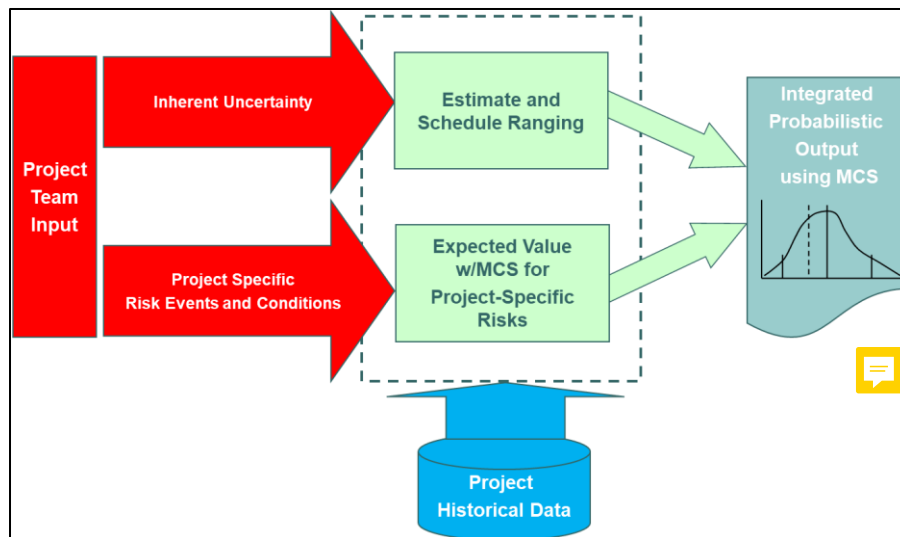 Project
Team
Input
Inherent Uncertainty
Project Specific
Risk Events and Conditions
Estimate and
Schedule Ranging
Expected Value
w/MCS for
Project-Specific
Risks
Integrated
Probabilistic
Output
using MCS
Project
Historical Data